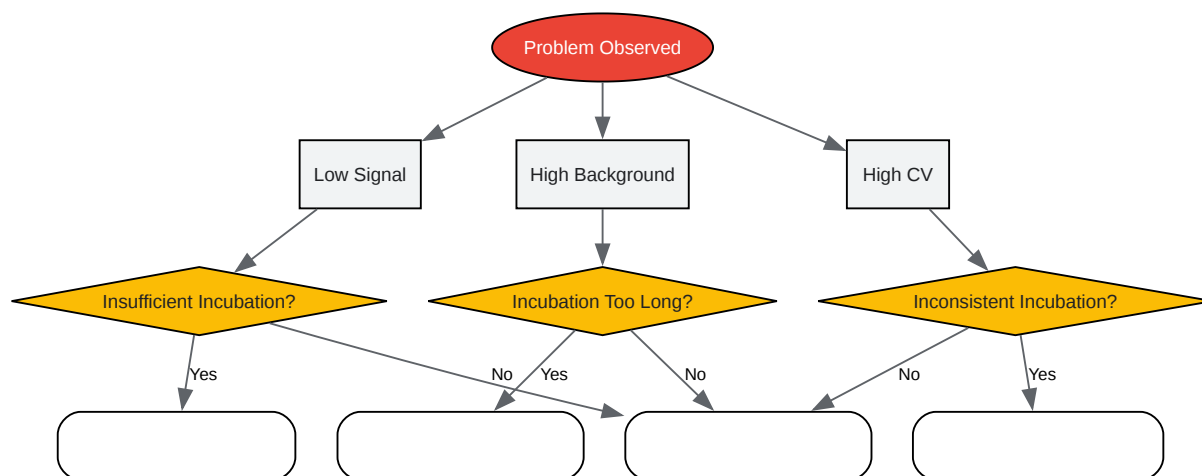 Problem Observed
Low Signal
High Background
High CV
Insufficient Incubation?
Incubation Too Long?
Inconsistent Incubation?
Yes
No
Yes
No
No
Yes